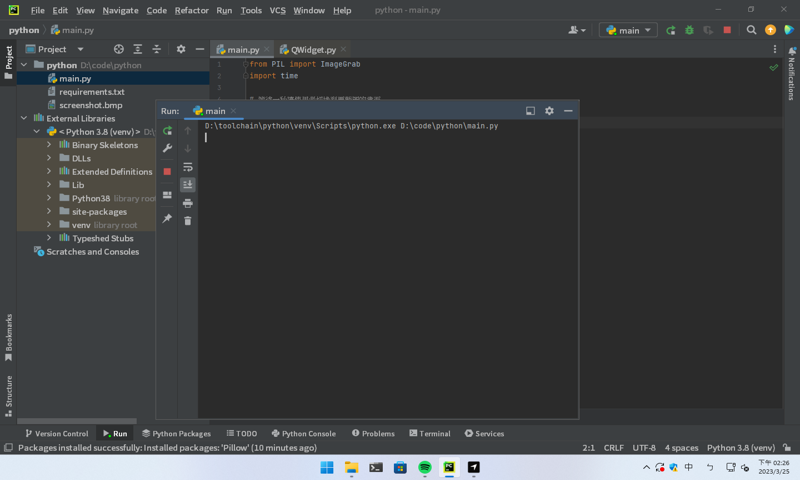 File Edit View Navigate Code Refactor Run Tools VCS Window Help python - main.py
python main.py
main
Project
Project
main.py
QWidget.py
python D:\code\python
main.py
requirements.txt
screenshot.bmp
External Libraries
< Python 3.8 (venv) > D:\
Binary Skeletons
DLLs
Extended Definitions
Lib
Python38 library root
site-packages
venv library root
Typeshed Stubs
Scratches and Consoles
1 from PIL import ImageGrab
2 import time
3
Run: main
D:\toolchain\python\venv\Scripts\python.exe D:\code\python\main.py
Notifications
Bookmarks
Structure
Version Control Run Python Packages TODO Python Console Problems Terminal Services
Packages installed successfully: Installed packages: 'Pillow' (10 minutes ago) 2:1 CRLF UTF-8 4 spaces Python 3.8 (venv)
中 ㄅ
下午 02:26
2023/3/25